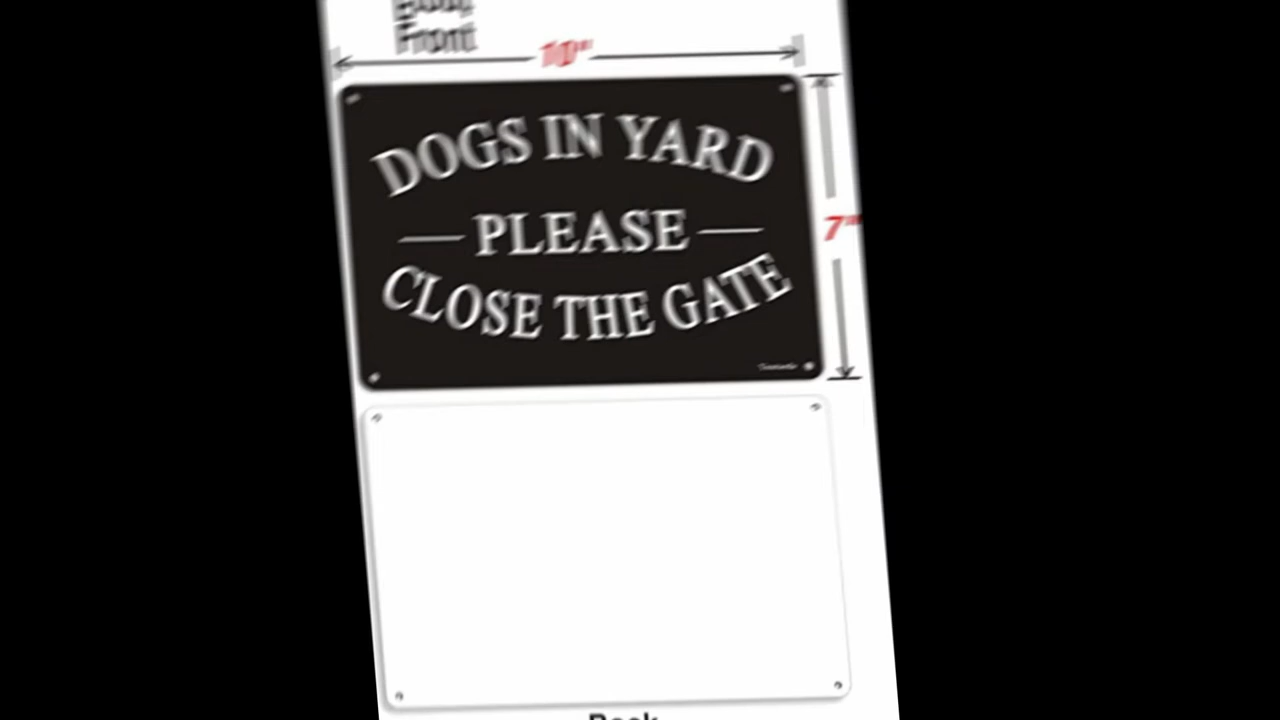 Front
10"
DOGS IN YARD
7"
PLEASE
CLOSE THE GATE
Back